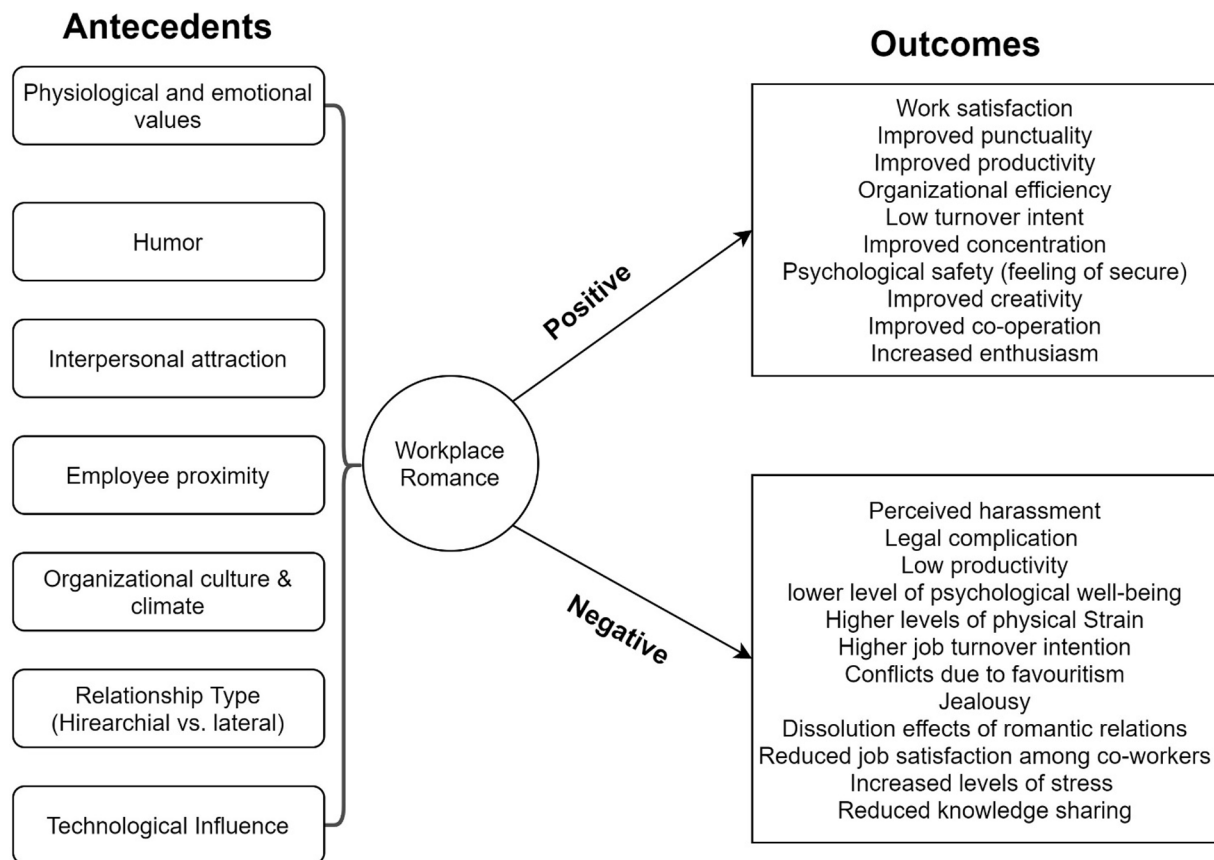 Antecedents
Physiological and emotional
values
Humor
Interpersonal attraction
Employee proximity
Organizational culture &
climate
Relationship Type
(Hirearchial vs. lateral)
Technological Influence
Workplace
Romance
Positive
Negative
Outcomes
Work satisfaction
Improved punctuality
Improved productivity
Organizational efficiency
Low turnover intent
Improved concentration
Psychological safety (feeling of secure)
Improved creativity
Improved co-operation
Increased enthusiasm
Perceived harassment
Legal complication
Low productivity
lower level of psychological well-being
Higher levels of physical Strain
Higher job turnover intention
Conflicts due to favouritism
Jealousy
Dissolution effects of romantic relations
Reduced job satisfaction among co-workers
Increased levels of stress
Reduced knowledge sharing